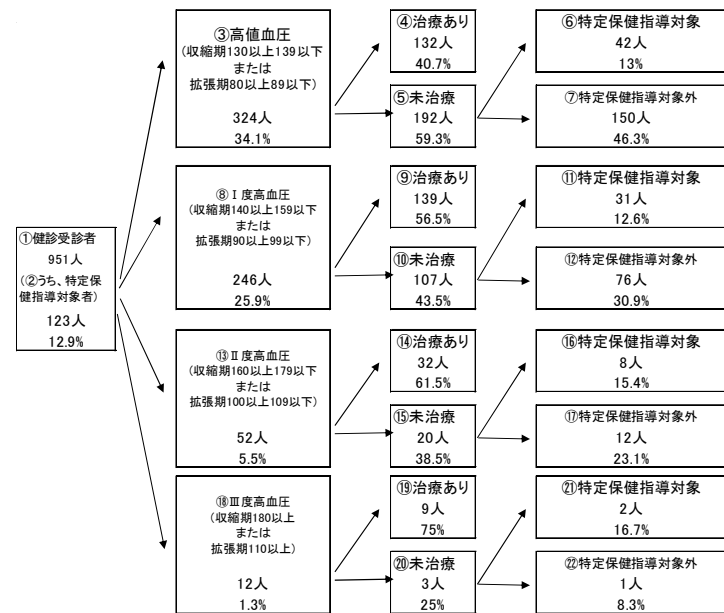 ①健診受診者
951人
(②うち、特定保
健指導対象者)
123人
12.9%
③高値血圧
(収縮期130以上139以下
または
拡張期80以上89以下)
324人
34.1%
④治療あり
132人
40.7%
⑤未治療
192人
59.3%
⑥特定保健指導対象
42人
13%
⑦特定保健指導対象外
150人
46.3%
⑧Ⅰ度高血圧
(収縮期140以上159以下
または
拡張期90以上99以下)
246人
25.9%
⑨治療あり
139人
56.5%
⑩未治療
107人
43.5%
⑪特定保健指導対象
31人
12.6%
⑫特定保健指導対象外
76人
30.9%
⑬Ⅱ度高血圧
(収縮期160以上179以下
または
拡張期100以上109以下)
52人
5.5%
⑭治療あり
32人
61.5%
⑮未治療
20人
38.5%
⑯特定保健指導対象
8人
15.4%
⑰特定保健指導対象外
12人
23.1%
⑱Ⅲ度高血圧
(収縮期180以上
または
拡張期110以上)
12人
1.3%
⑲治療あり
9人
75%
⑳未治療
3人
25%
㉑特定保健指導対象
2人
16.7%
㉒特定保健指導対象外
1人
8.3%